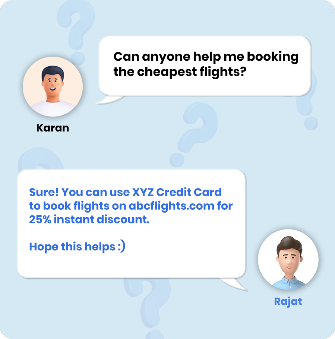 Can anyone help me booking
the cheapest flights?
Karan
Sure! You can use XYZ Credit Card
to book flights on abcflights.com for
25% instant discount.
Hope this helps :)
Rajat